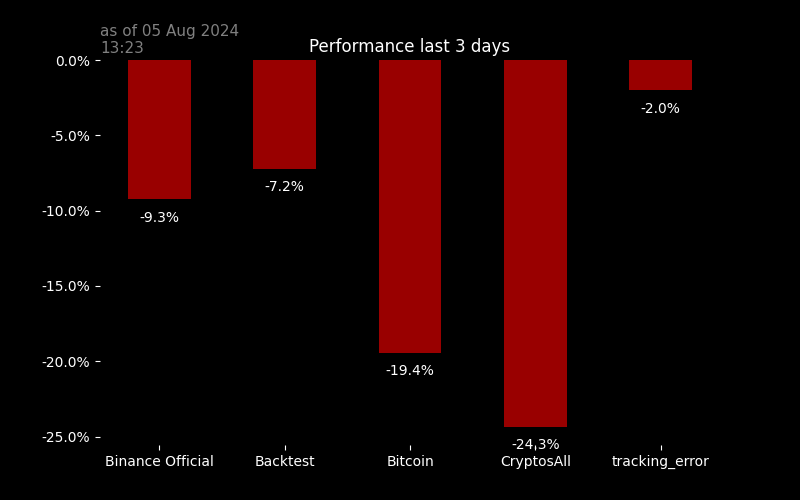 as of 05 Aug 2024
13:23
Performance last 3 days
0.0%
-5.0%
-10.0%
-15.0%
-20.0%
-25.0%
-9.3%
-7.2%
-19.4%
-24.3%
-2.0%
Binance Official
Backtest
Bitcoin
CryptosAll
tracking_error